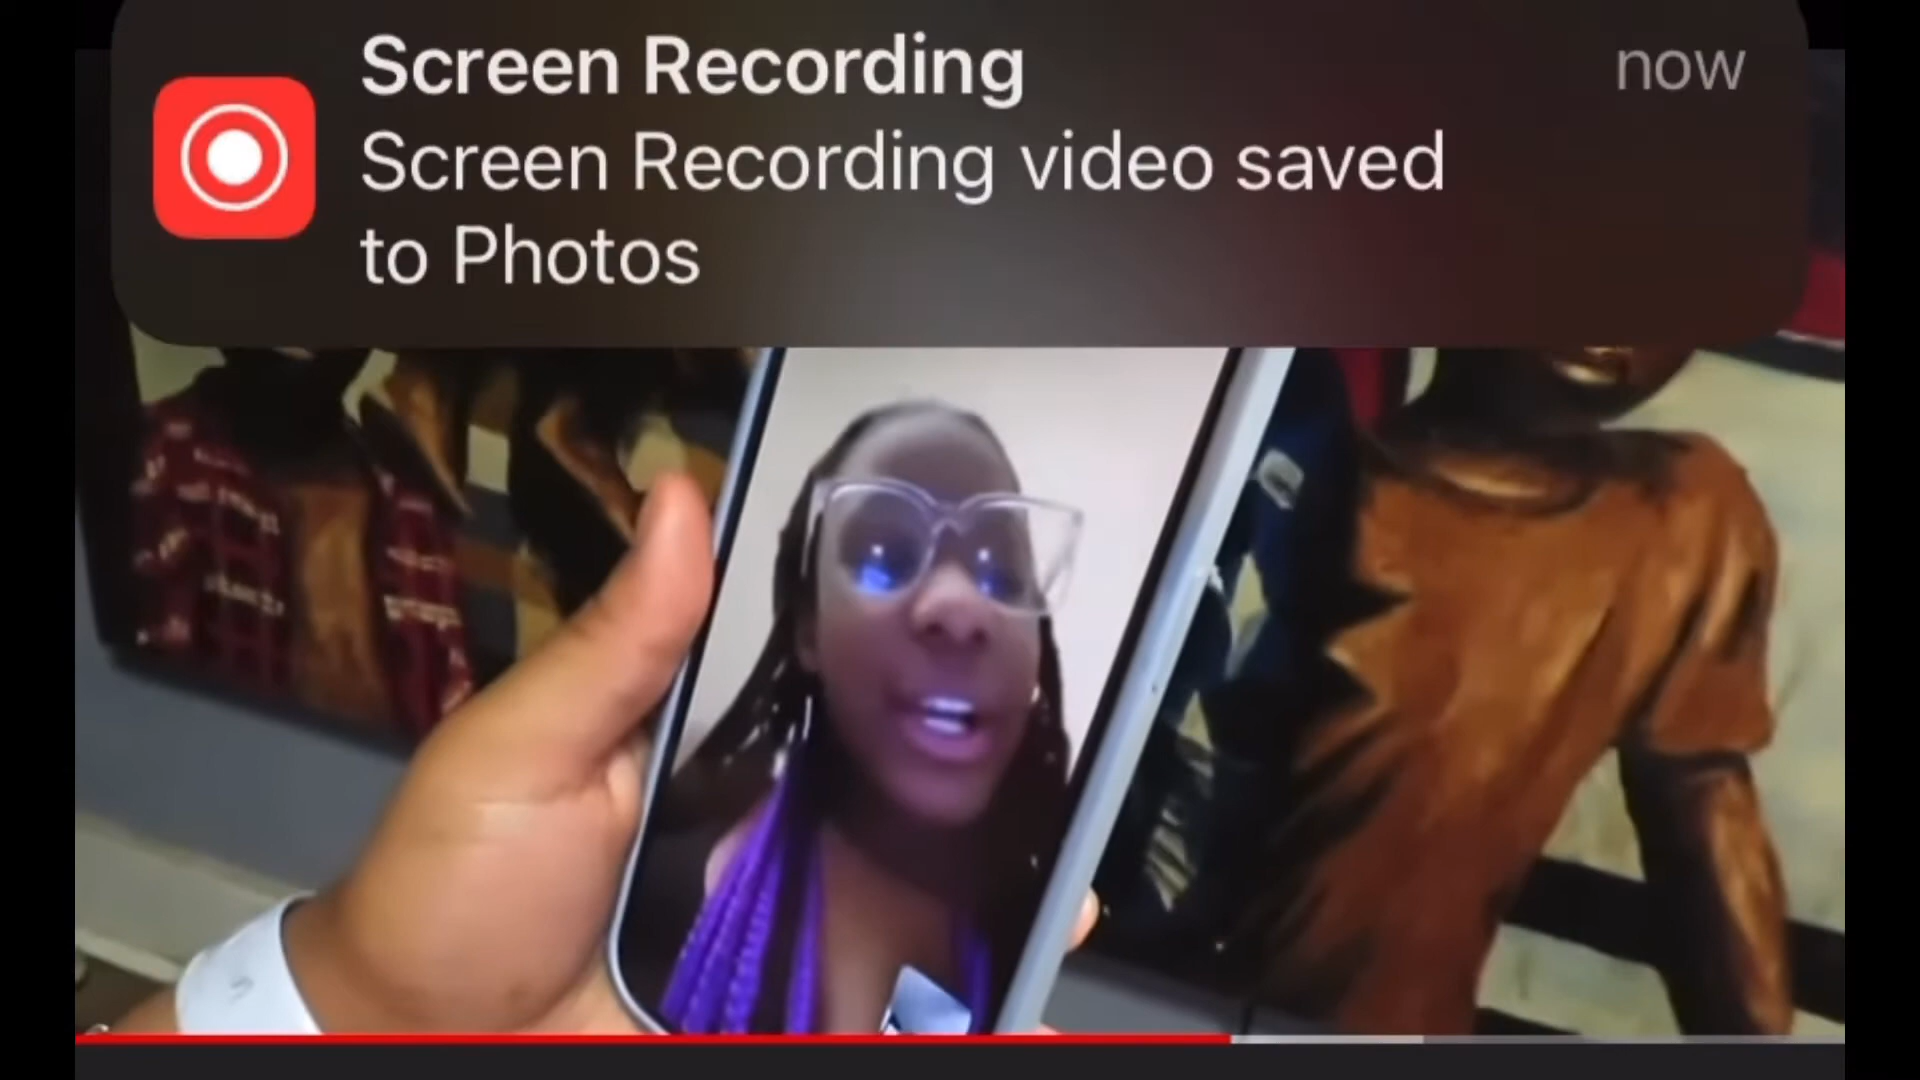 Screen Recording
now
Screen Recording video saved
to Photos